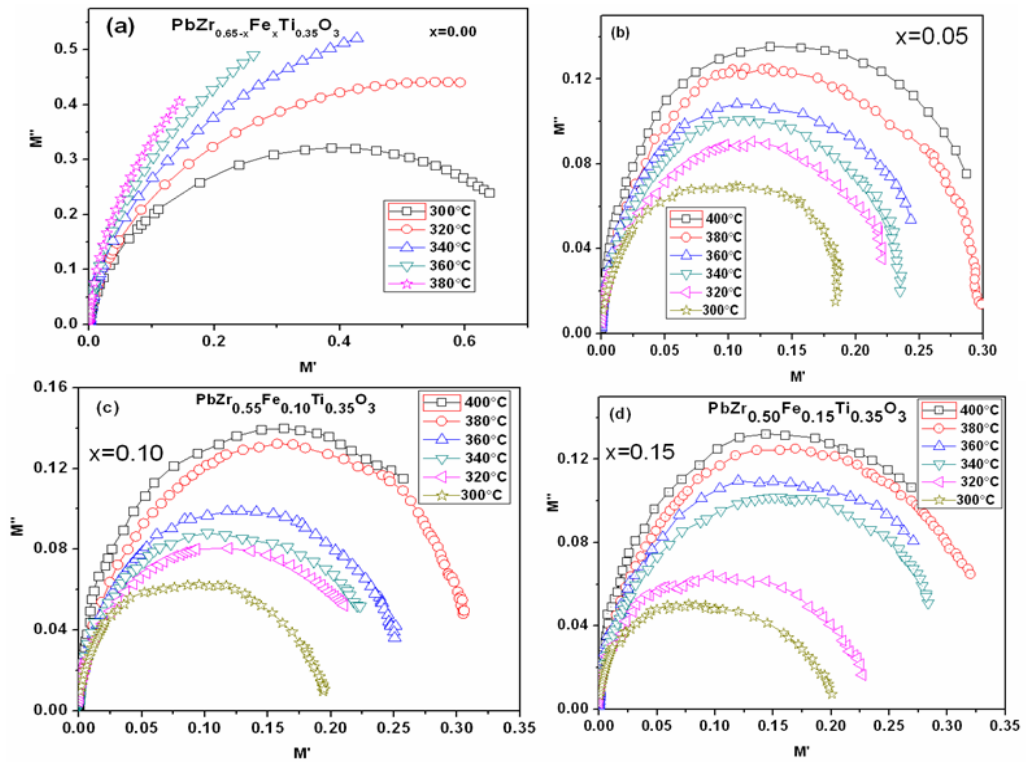 (a)
PbZr0.65-xFexTi0.35O3
x=0.00
M''
0.5
0.4
0.3
0.2
0.1
0.0
0.0
0.2
0.4
0.6
M'
300°C
320°C
340°C
360°C
380°C
(b)
x=0.05
M''
0.12
0.08
0.04
0.00
0.00
0.05
0.10
0.15
0.20
0.25
0.30
M'
400°C
380°C
360°C
340°C
320°C
300°C
(c)
PbZr0.55Fe0.10Ti0.35O3
x=0.10
M''
0.16
0.12
0.08
0.04
0.00
0.00
0.05
0.10
0.15
0.20
0.25
0.30
0.35
M'
400°C
380°C
360°C
340°C
320°C
300°C
(d)
PbZr0.50Fe0.15Ti0.35O3
x=0.15
M''
0.12
0.08
0.04
0.00
0.00
0.05
0.10
0.15
0.20
0.25
0.30
0.35
M'
400°C
380°C
360°C
340°C
320°C
300°C